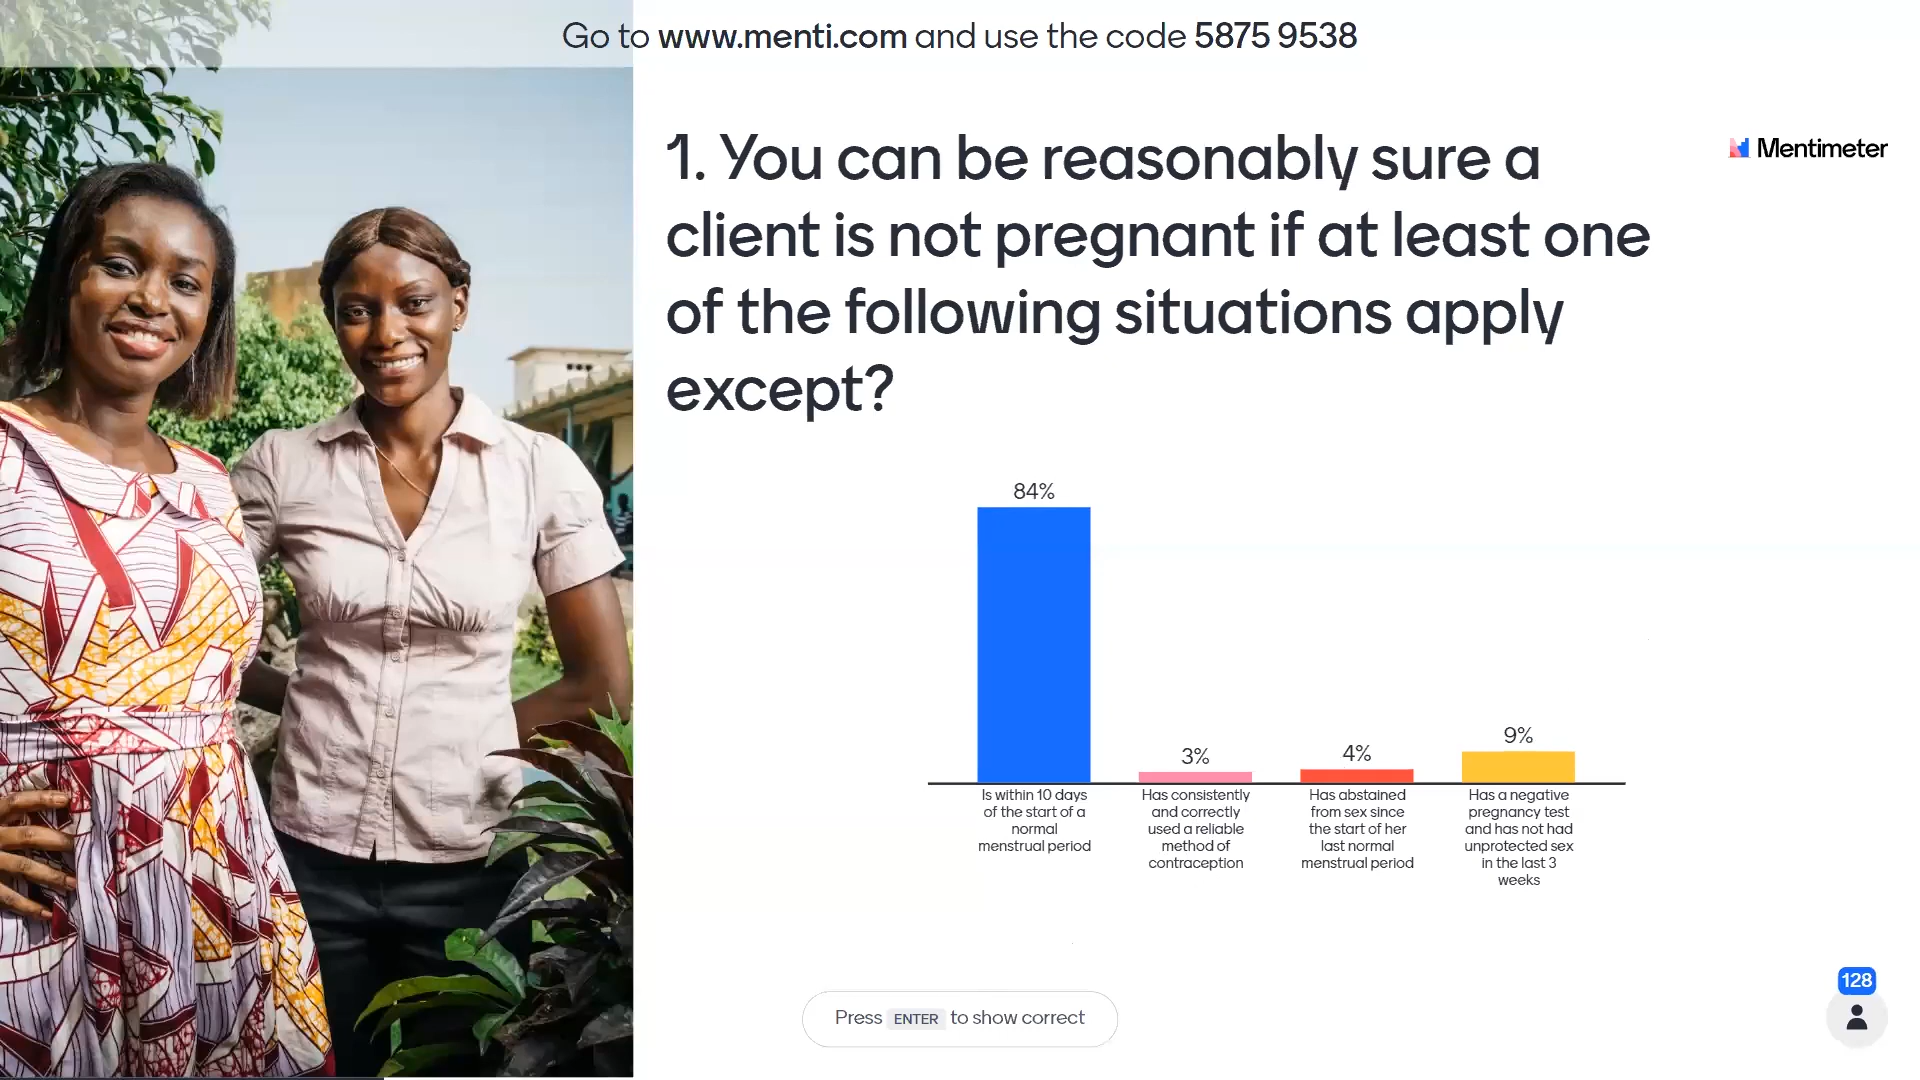 Go to www.menti.com and use the code 5875 9538
Mentimeter
1. You can be reasonably sure a
client is not pregnant if at least one
of the following situations apply
except?
84%
3%
4%
9%
Is within 10 days
of the start of a
normal
menstrual period
Has consistently
and correctly
used a reliable
method of
contraception
Has abstained
from sex since
the start of her
last normal
menstrual period
Has a negative
pregnancy test
and has not had
unprotected sex
in the last 3
weeks
Press ENTER to show correct
128